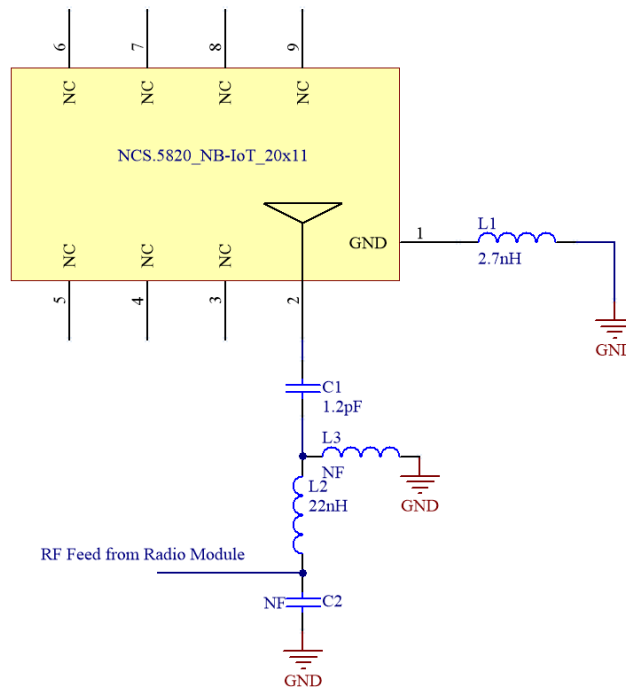 6
7
8
9
NC
NC
NC
NC
NCS.5820_NB-IoT_20x11
GND
1
L1
2.7nH
GND
NC
NC
NC
5
4
3
2
C1
1.2pF
L3
NF
GND
L2
22nH
RF Feed from Radio Module
NF
C2
GND